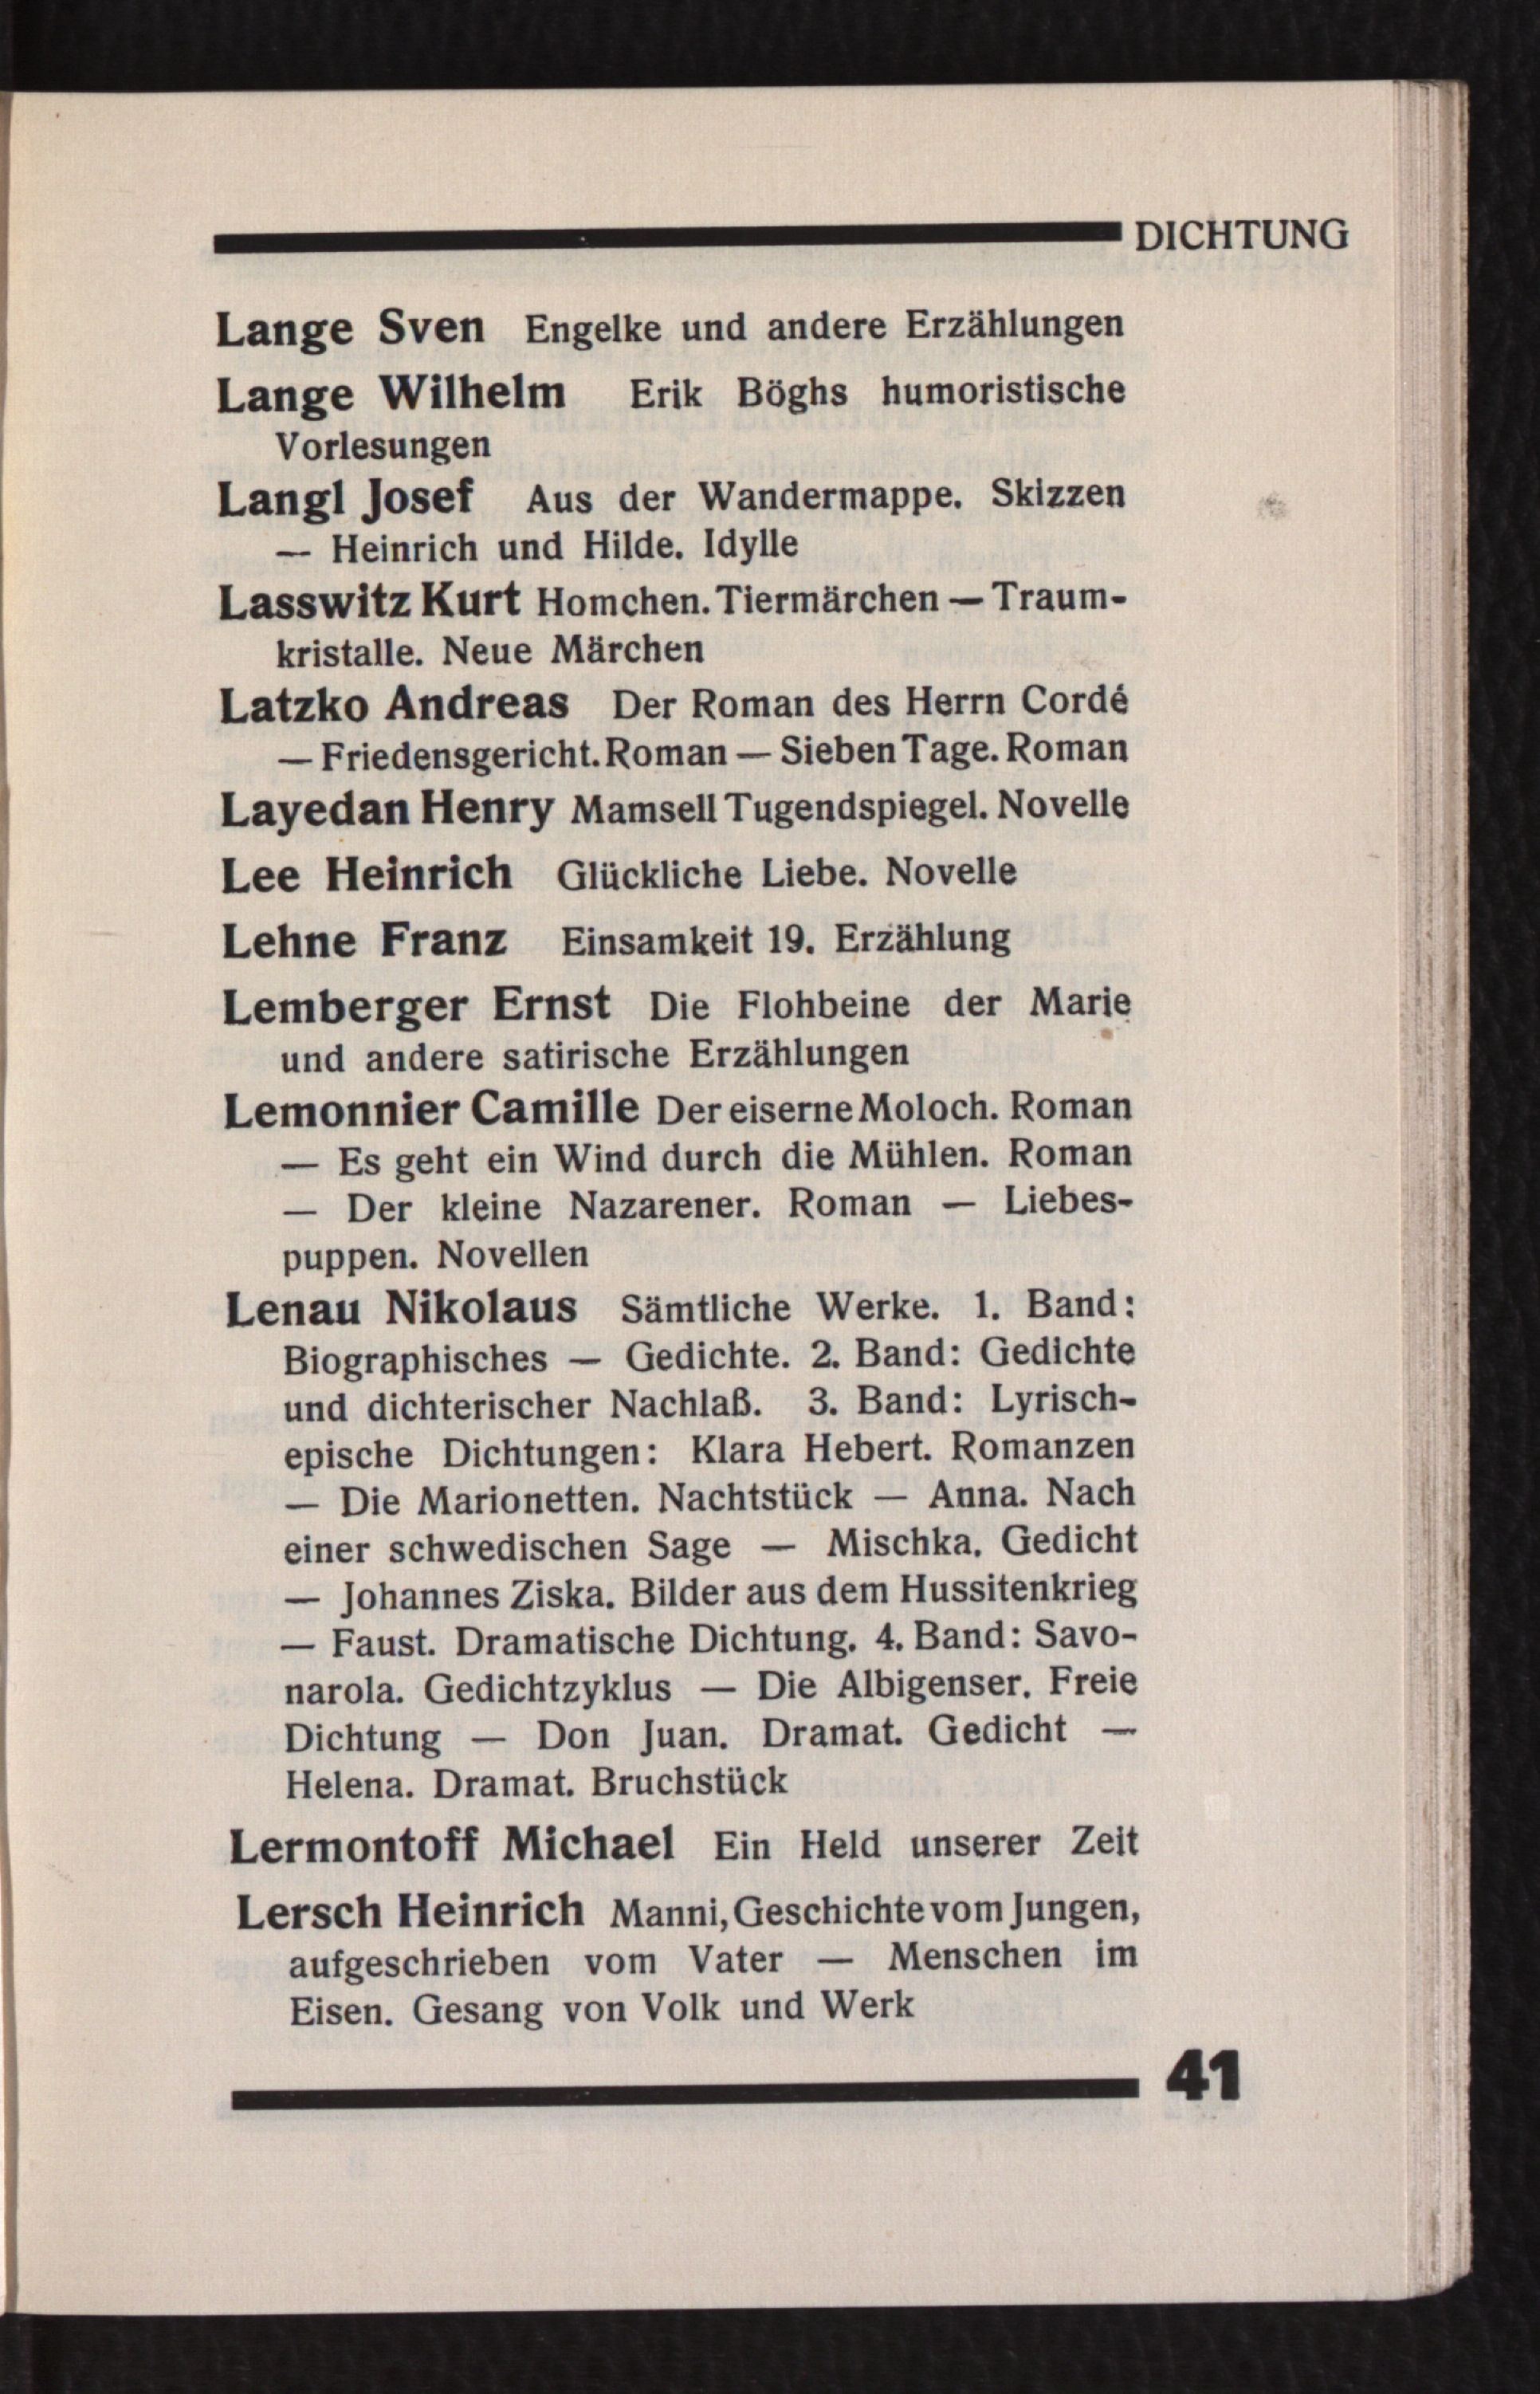 DICHTUNG
Lange Sven Engelke und andere Erzählungen
Lange Wilhelm Erik Böghs humoristische
Vorlesungen
Langl Josef Aus der Wandermappe. Skizzen
— Heinrich und Hilde. Idylle
Lasswitz Kurt Homchen. Tiermärchen — Traum-
kristalle. Neue Märchen
Latzko Andreas Der Roman des Herrn Cordé
— Friedensgericht. Roman — Sieben Tage. Roman
Layedan Henry Mamsell Tugendspiegel. Novelle
Lee Heinrich Glückliche Liebe. Novelle
Lehne Franz Einsamkeit 19. Erzählung
Lemberger Ernst Die Flohbeine der Marie
und andere satirische Erzählungen
Lemonnier Camille Der eiserne Moloch. Roman
— Es geht ein Wind durch die Mühlen. Roman
— Der kleine Nazarener. Roman — Liebes-
puppen. Novellen
Lenau Nikolaus Sämtliche Werke. 1. Band:
Biographisches — Gedichte. 2. Band: Gedichte
und dichterischer Nachlaß. 3. Band: Lyrisch-
epische Dichtungen: Klara Hebert. Romanzen
— Die Marionetten. Nachtstück — Anna. Nach
einer schwedischen Sage — Mischka. Gedicht
— Johannes Ziska. Bilder aus dem Hussitenkrieg
— Faust. Dramatische Dichtung. 4. Band: Savo-
narola. Gedichtzyklus — Die Albigenser. Freie
Dichtung — Don Juan. Dramat. Gedicht —
Helena. Dramat. Bruchstück
Lermontoff Michael Ein Held unserer Zeit
Lersch Heinrich Manni, Geschichte vom Jungen,
aufgeschrieben vom Vater — Menschen im
Eisen. Gesang von Volk und Werk
41